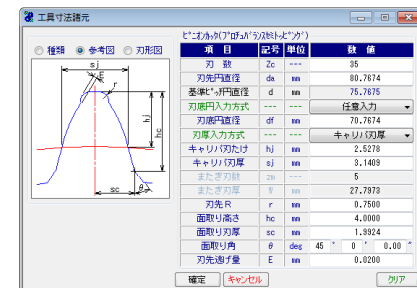 工具寸法諸元
種類 参考図 刃形図
sj
r
hj
hc
sc
θ
ﾋﾟﾆｵﾝｶｯﾀ(ﾌﾟﾛﾁｭﾊﾞﾗﾝｽｾﾐﾄｯﾋﾟﾝｸﾞ)
項 目 記号 単位 数 値
刃 数 Zc --- 35
刃先円直径 da mm 80.7674
基準ﾋﾟｯﾁ円直径 d mm 75.7675
刃底円入力方式 --- --- 任意入力
刃底円直径 df mm 70.7674
刃厚入力方式 --- --- キャリパ刃厚
キャリパ刃たけ hj mm 2.5278
キャリパ刃厚 sj mm 3.1409
またぎ刃数 zm --- 5
またぎ刃厚 W mm 27.7973
刃先R r mm 0.7500
面取り高さ hc mm 4.0000
面取り刃厚 sc mm 1.9924
面取り角 θ deg 45 ° 0 ' 0.00 "
刃先逃げ量 E mm 0.0200
確定 キャンセル クリア